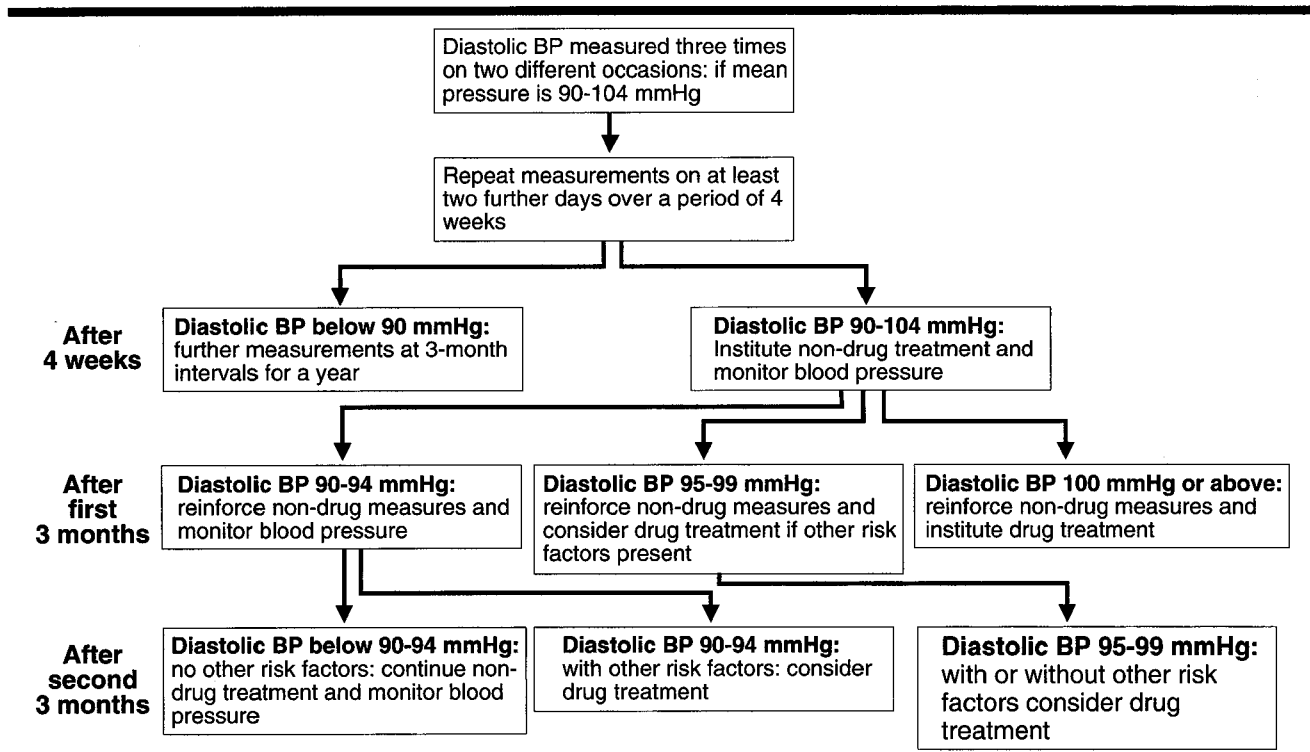 Diastolic BP measured three times
on two different occasions: if mean
pressure is 90-104 mmHg
Repeat measurements on at least
two further days over a period of 4
weeks
After
4 weeks
Diastolic BP below 90 mmHg:
further measurements at 3-month
intervals for a year
Diastolic BP 90-104 mmHg:
Institute non-drug treatment and
monitor blood pressure
After
first
3 months
Diastolic BP 90-94 mmHg:
reinforce non-drug measures and
monitor blood pressure
Diastolic BP 95-99 mmHg:
reinforce non-drug measures and
consider drug treatment if other risk
factors present
Diastolic BP 100 mmHg or above:
reinforce non-drug measures and
institute drug treatment
After
second
3 months
Diastolic BP below 90-94 mmHg:
no other risk factors: continue non-
drug treatment and monitor blood
pressure
Diastolic BP 90-94 mmHg:
with other risk factors: consider
drug treatment
Diastolic BP 95-99 mmHg:
with or without other risk
factors consider drug
treatment